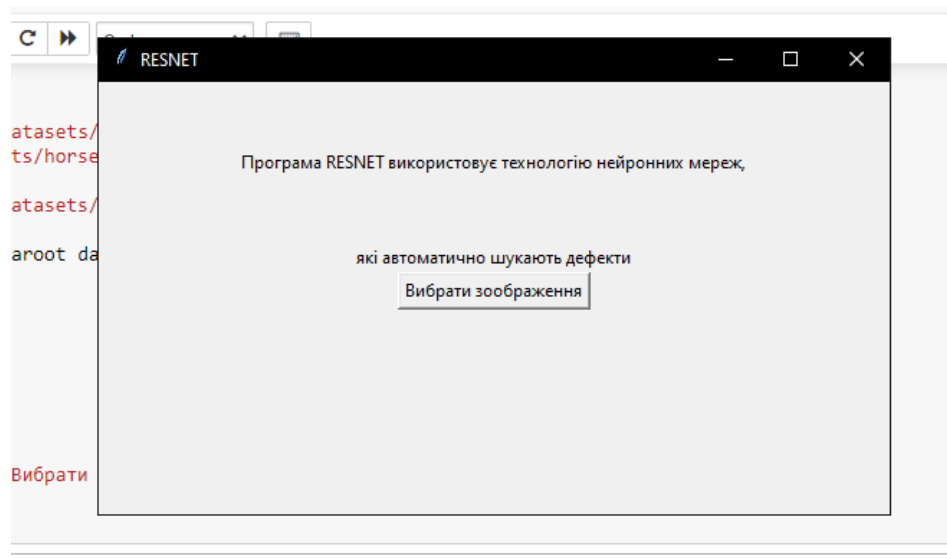 RESNET
atasets/
ts/horse
Програма RESNET використовує технологію нейронних мереж,
atasets/
aroot da
які автоматично шукають дефекти
Вибрати зоображення
Вибрати